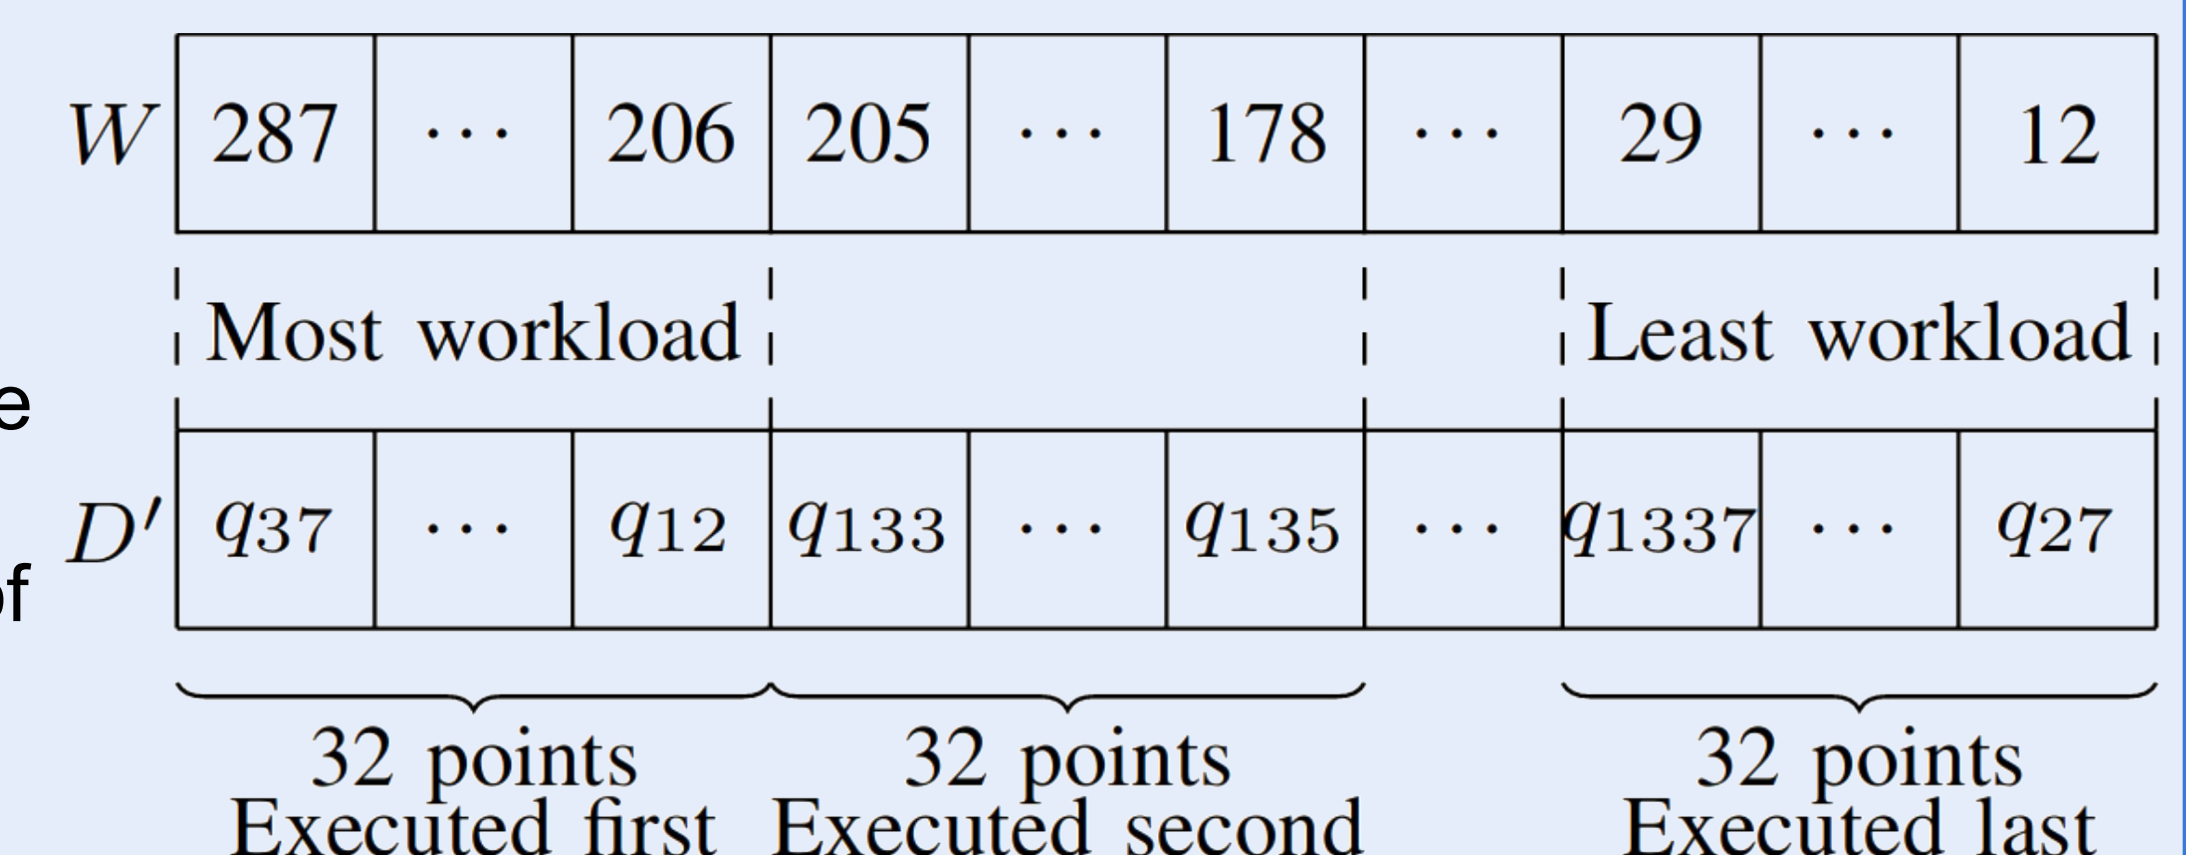 W 287 ··· 206 205 ··· 178 ··· 29 ··· 12
Most workload Least workload
e
D′ q37 ··· q12 q133 ··· q135 ··· q1337 ··· q27
of
32 points 32 points 32 points
Executed first Executed second Executed last